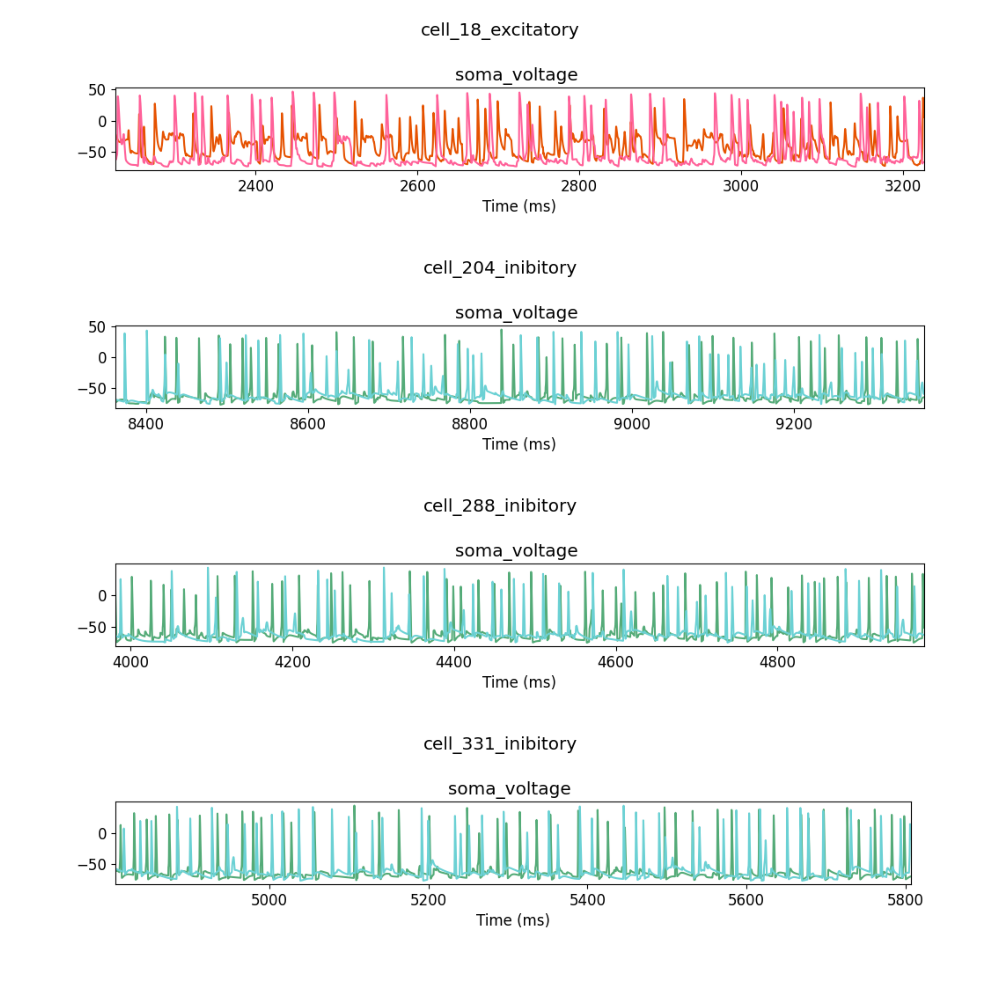 cell_18_excitatory
soma_voltage
50
0
−50
2400 2600 2800 3000 3200
Time (ms)
cell_204_inibitory
soma_voltage
50
0
−50
8400 8600 8800 9000 9200
Time (ms)
cell_288_inibitory
soma_voltage
0
−50
4000 4200 4400 4600 4800
Time (ms)
cell_331_inibitory
soma_voltage
0
−50
5000 5200 5400 5600 5800
Time (ms)